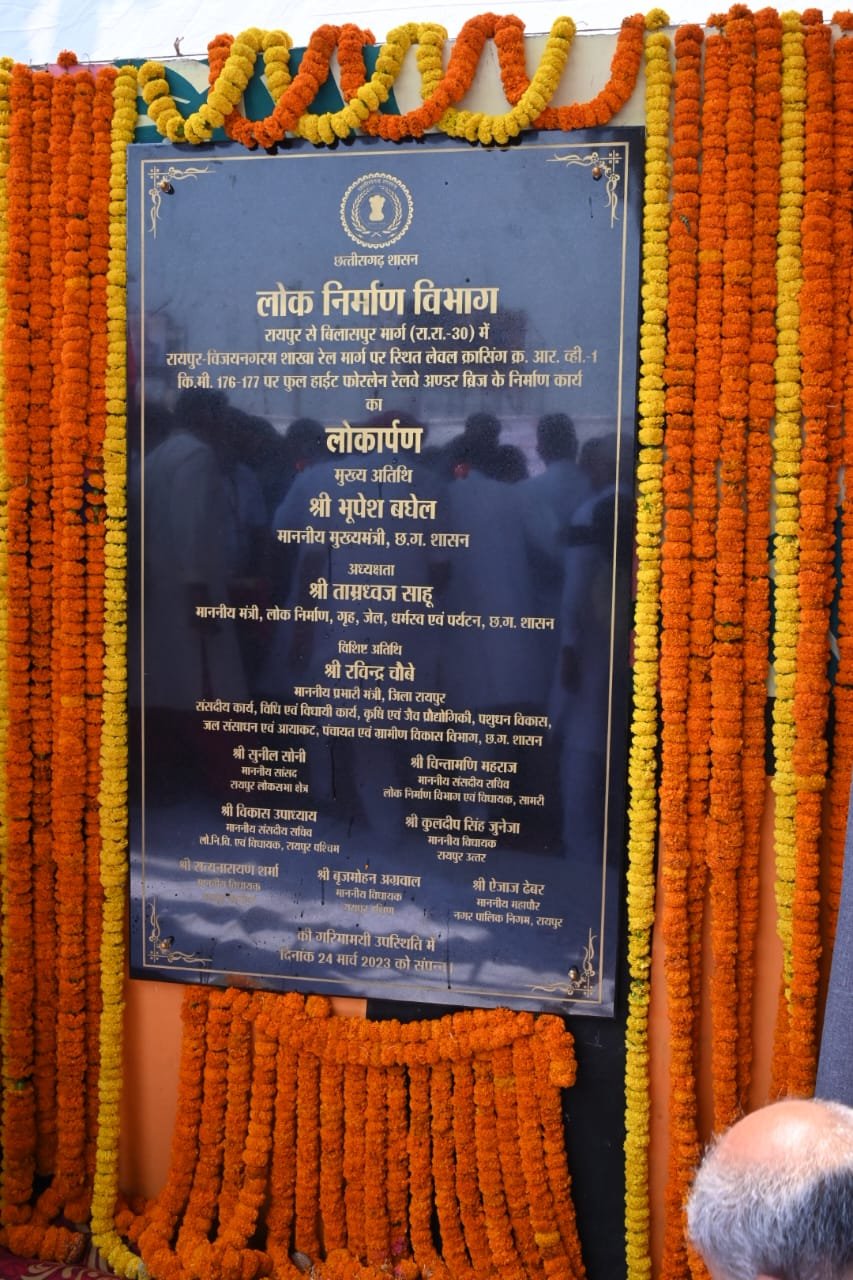 छत्तीसगढ़ शासन
लोक निर्माण विभाग
रायपुर से बिलासपुर मार्ग (रा.रा.-30) में
रायपुर-विजयनगरम शाखा रेल मार्ग पर स्थित लेवल क्रासिंग क्र. आर. व्ही.-1
कि.मी. 176-177 पर फुल हाईट फोरलेन रेलवे अण्डर ब्रिज के निर्माण कार्य
का
लोकार्पण
मुख्य अतिथि
श्री भूपेश बघेल
माननीय मुख्यमंत्री, छ.ग. शासन
अध्यक्षता
श्री ताम्रध्वज साहू
माननीय मंत्री, लोक निर्माण, गृह, जेल, धर्मस्व एवं पर्यटन, छ.ग. शासन
विशिष्ट अतिथि
श्री रविन्द्र चौबे
माननीय प्रभारी मंत्री, जिला रायपुर
संसदीय कार्य, विधि एवं विधायी कार्य, कृषि एवं जैव प्रौद्योगिकी, पशुधन विकास,
जल संसाधन एवं आयाकट, पंचायत एवं ग्रामीण विकास विभाग, छ.ग. शासन
श्री सुनील सोनी
माननीय सांसद
रायपुर लोकसभा क्षेत्र
श्री चिन्तामणि महराज
माननीय संसदीय सचिव
लोक निर्माण विभाग एवं विधायक, सामरी
श्री विकास उपाध्याय
माननीय संसदीय सचिव
लो.नि.वि. एवं विधायक, रायपुर पश्चिम
श्री कुलदीप सिंह जुनेजा
माननीय विधायक
रायपुर उत्तर
श्री सत्यनारायण शर्मा
माननीय विधायक
श्री बृजमोहन अग्रवाल
माननीय विधायक
रायपुर दक्षिण
श्री ऐजाज ढेबर
माननीय महापौर
नगर पालिक निगम, रायपुर
की गरिमामयी उपस्थिति में
दिनांक 24 मार्च 2023 को संपन्न।